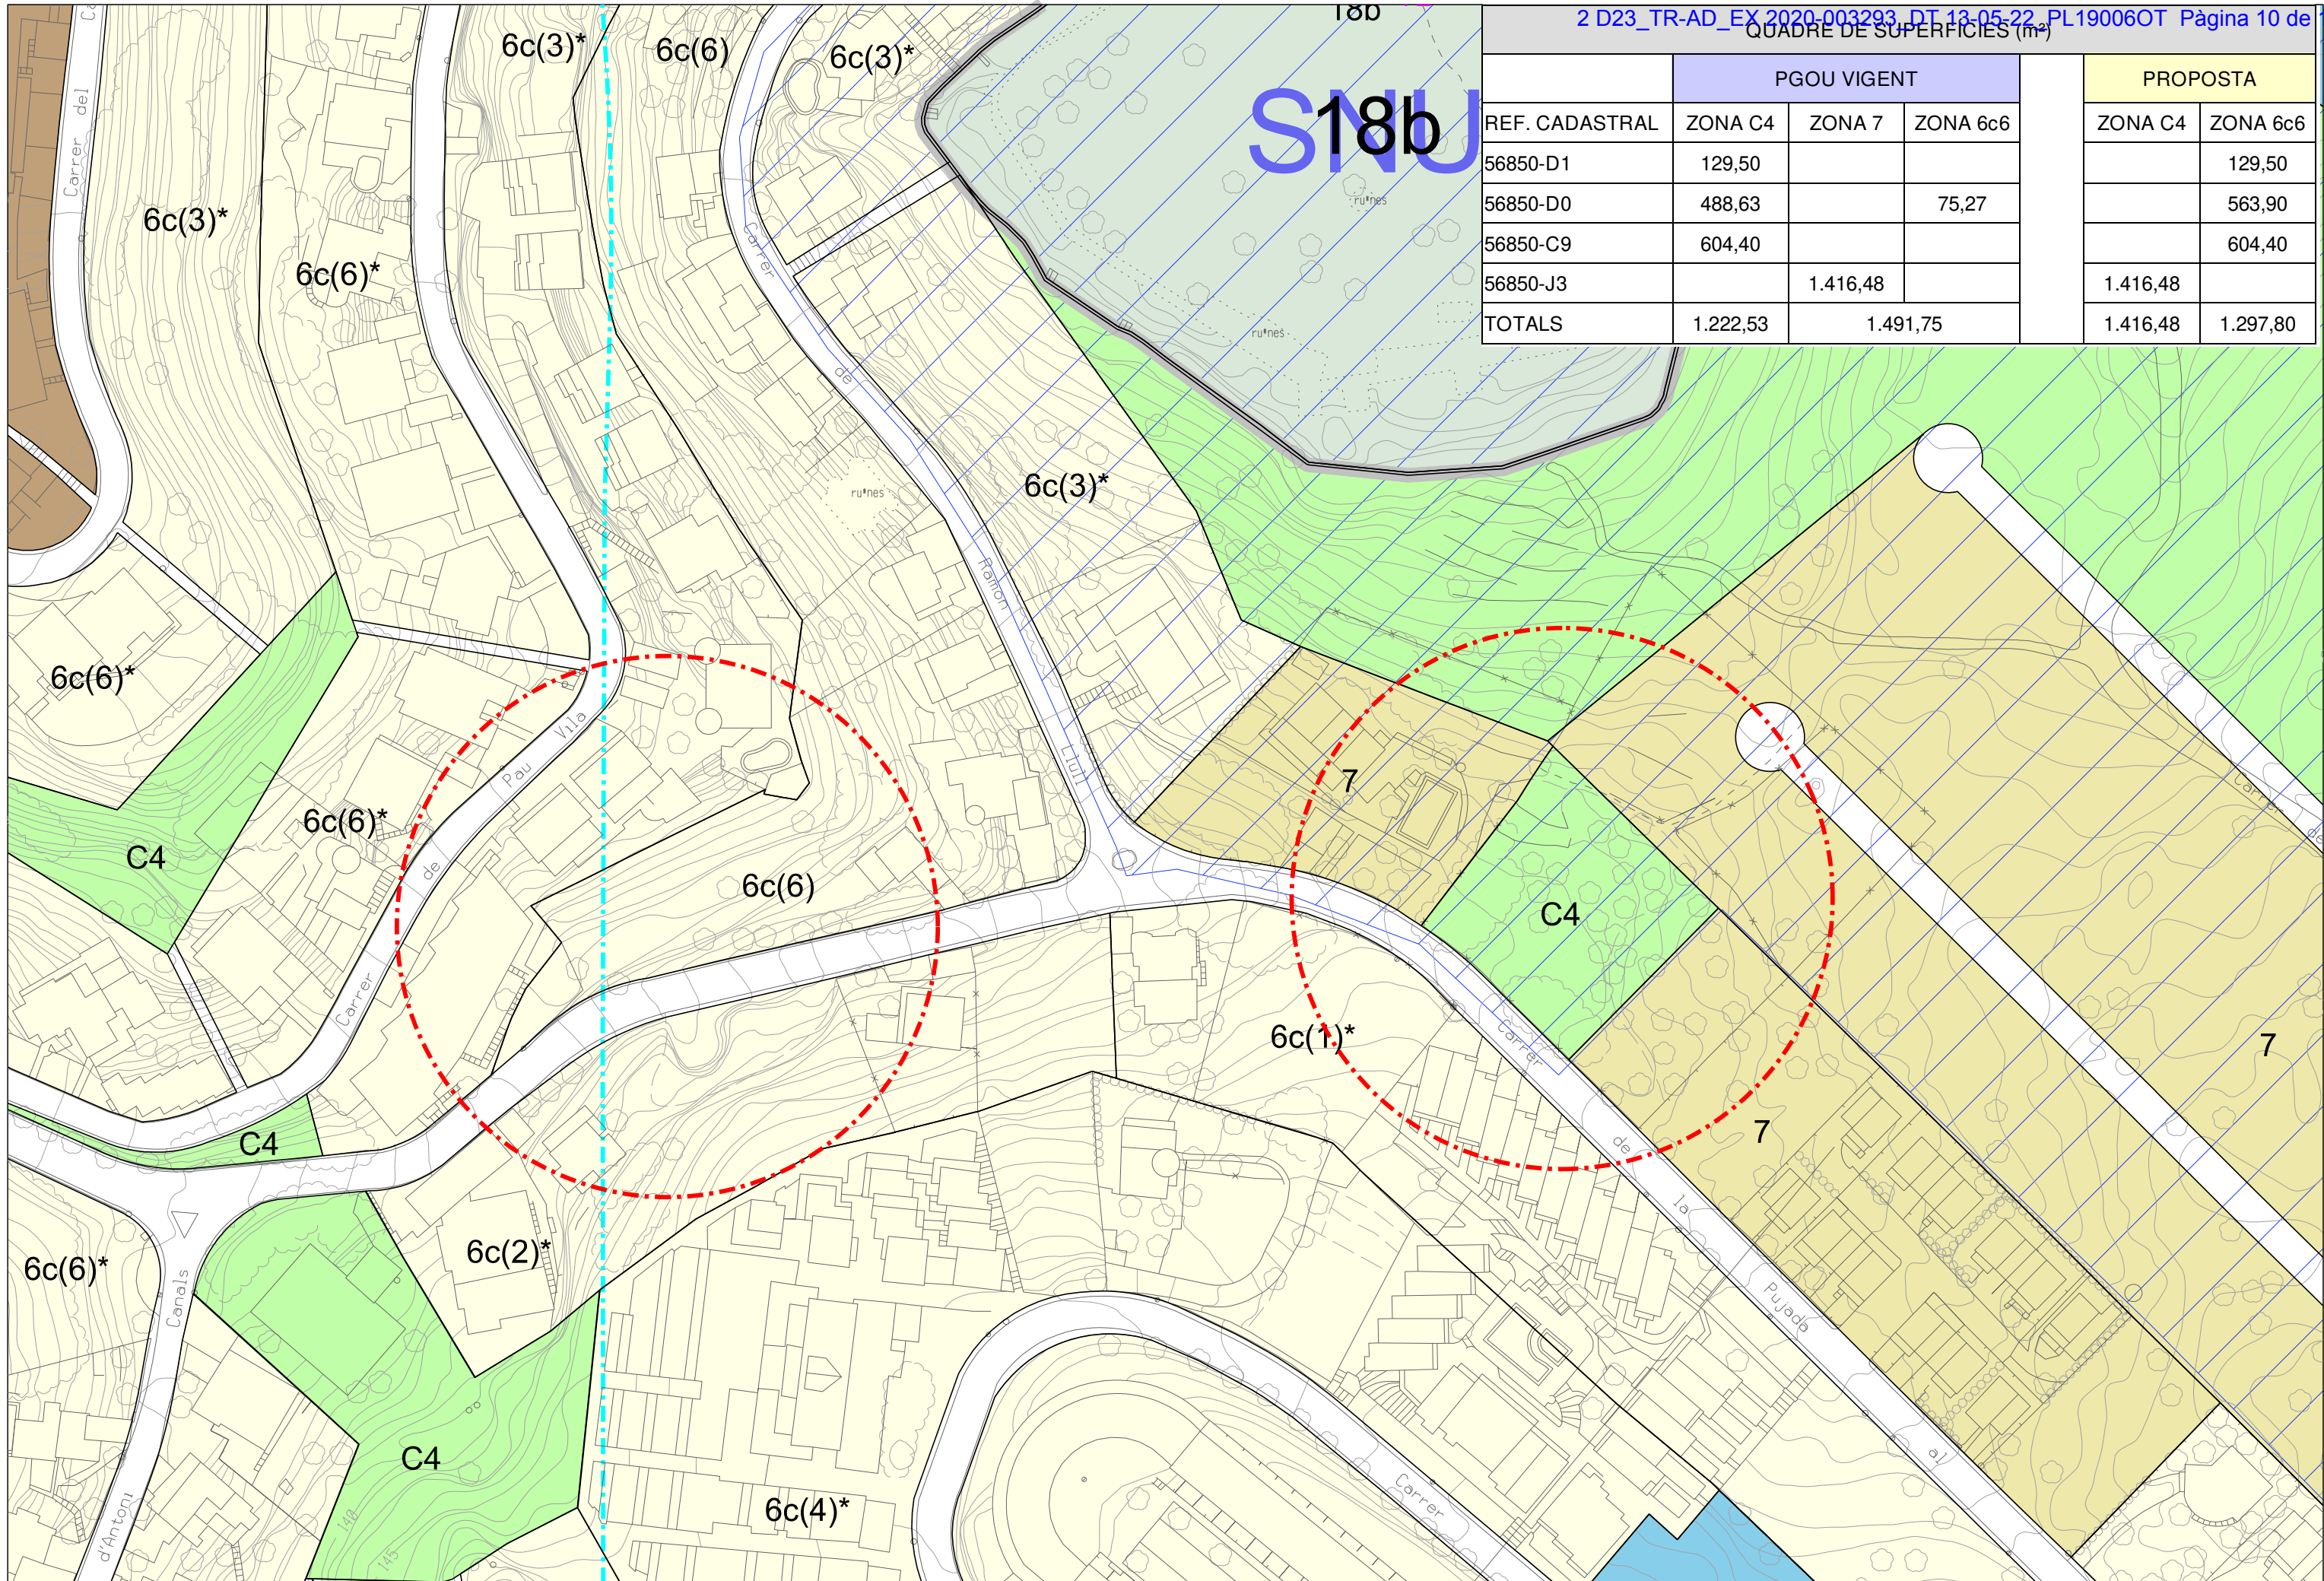 2 D23_TR-AD_EX 2020-003293_DT 13-05-22_PL19006OT Pàgina 10 de
QUADRE DE SUPERFICIES (m²)
PGOU VIGENT PROPOSTA
REF. CADASTRAL ZONA C4 ZONA 7 ZONA 6c6 ZONA C4 ZONA 6c6
56850-D1 129,50 129,50
56850-D0 488,63 75,27 563,90
56850-C9 604,40 604,40
56850-J3 1.416,48 1.416,48
TOTALS 1.222,53 1.491,75 1.416,48 1.297,80
18b
SNU
18b
6c(3)*
6c(6)
6c(3)*
Carrer del
6c(3)*
6c(6)*
Carrer
de
Ramon
Llull
6c(3)*
6c(6)*
Carrer
de
Pau
Vila
6c(6)*
C4
6c(6)
7
C4
6c(1)*
7
7
C4
6c(2)*
6c(6)*
Canals
d'Antoni
C4
140
145
6c(4)*
Carrer
Carrer
de
la
Pujada
al
Carrer
de